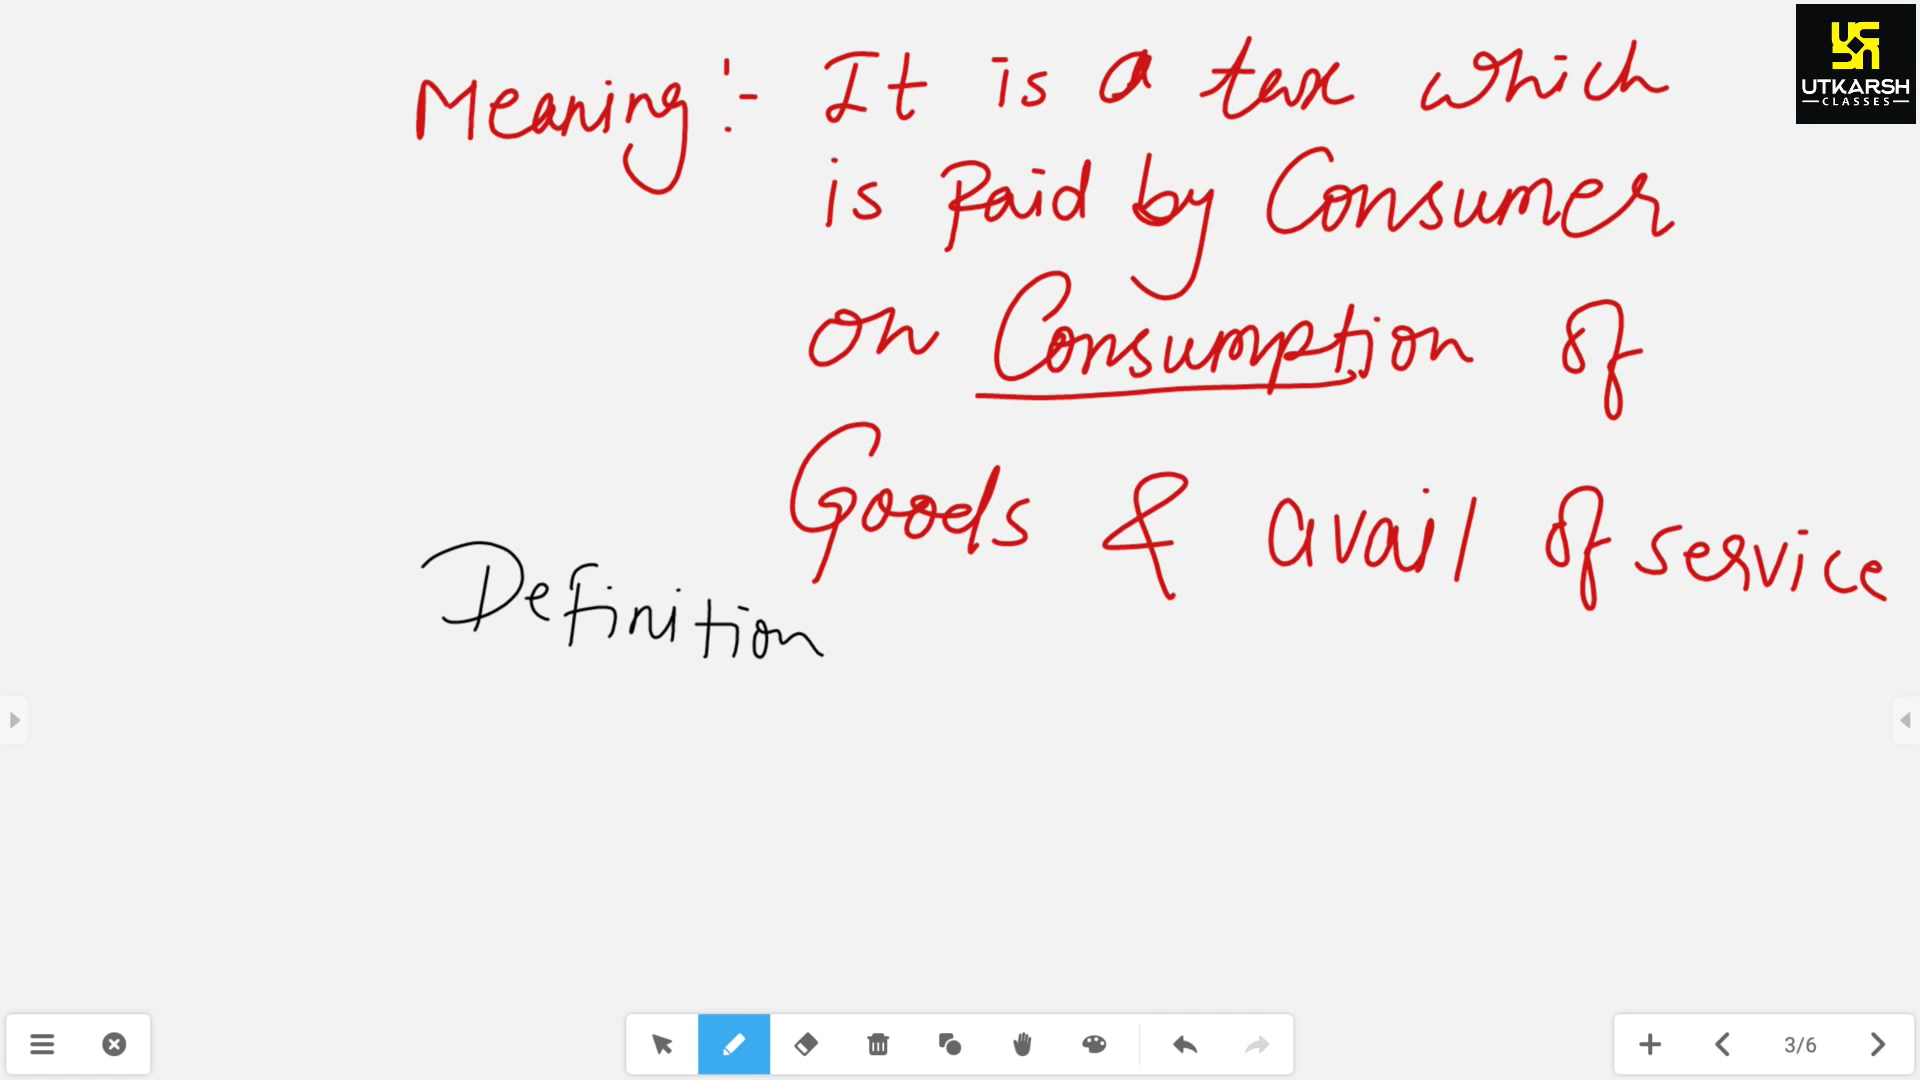 UTKARSH
CLASSES
Meaning :- It is a tax which
is Paid by Consumer
on Consumption of
Goods & avail of service
Definition
3/6